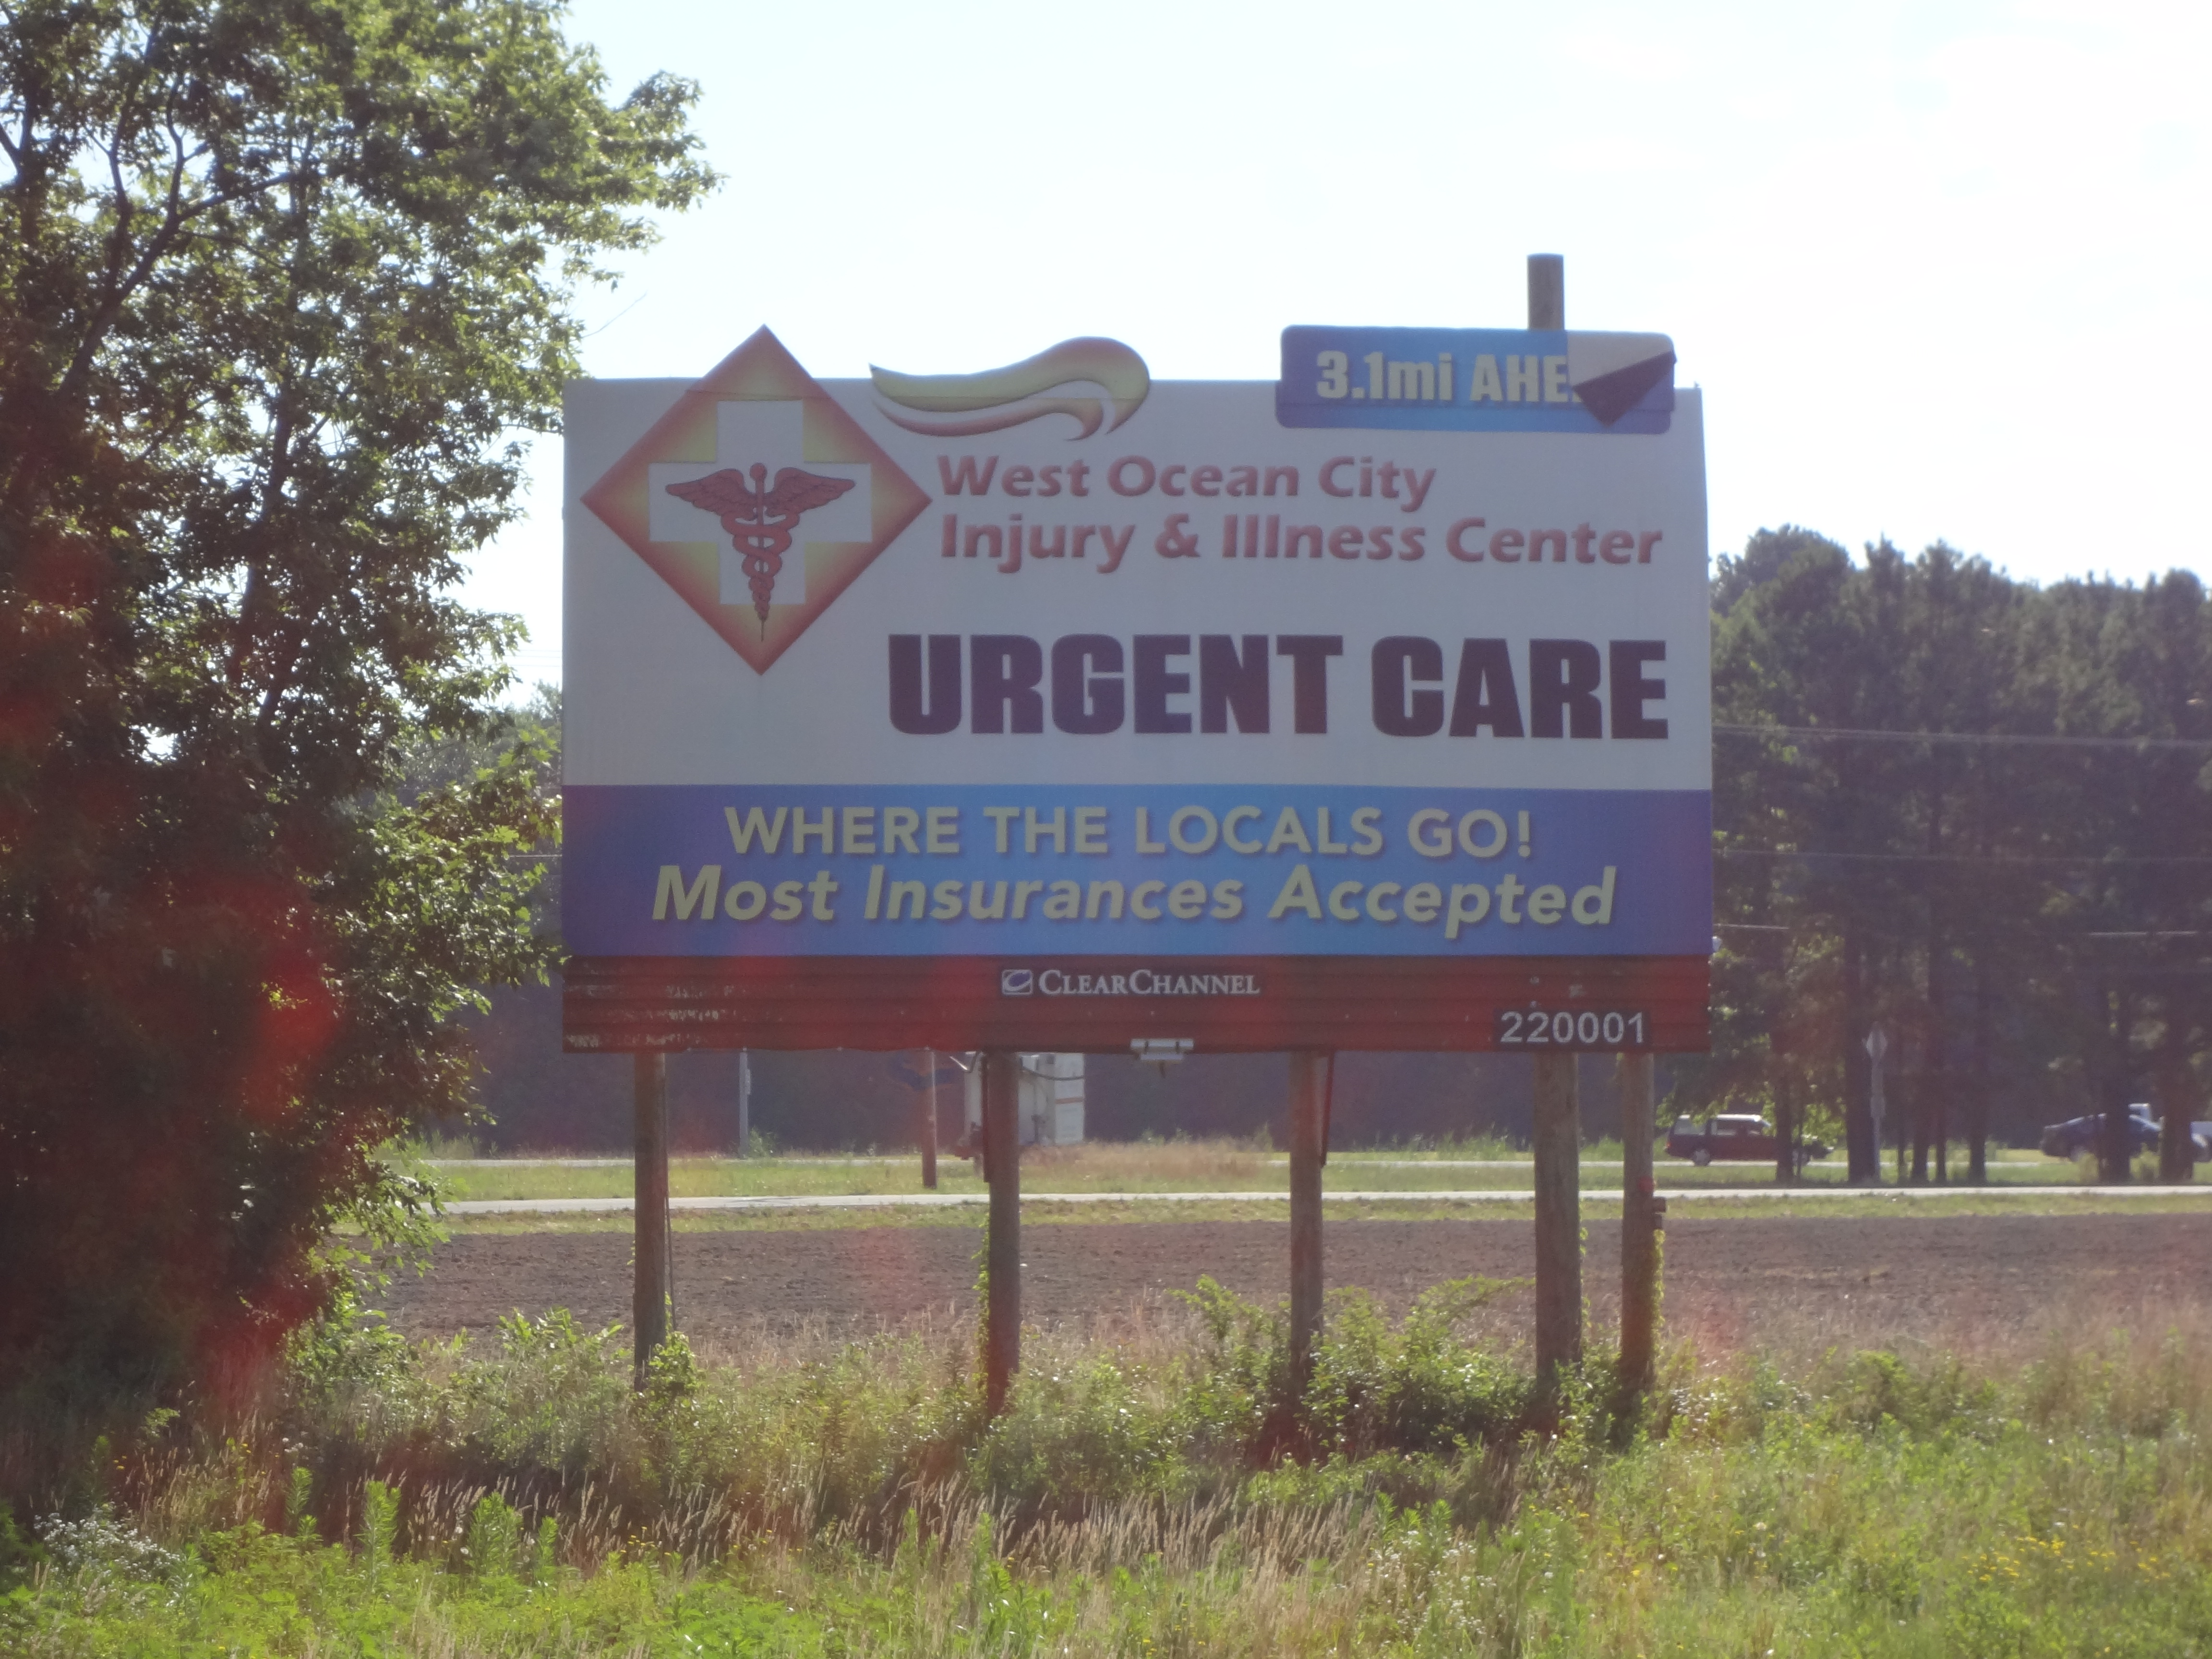 3.1mi AHE
West Ocean City
Injury & Illness Center
URGENT CARE
WHERE THE LOCALS GO!
Most Insurances Accepted
CLEARCHANNEL
220001